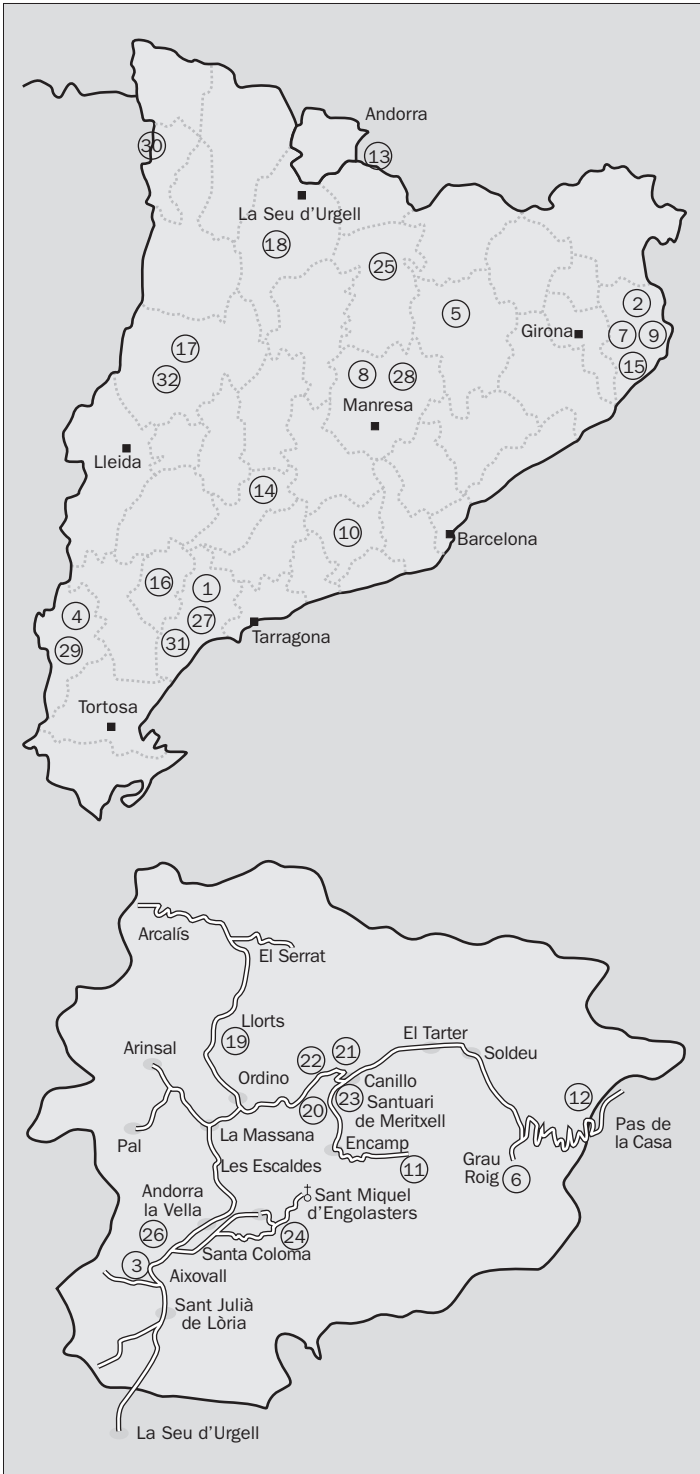 Andorra
30
13
La Seu d'Urgell
18
25
2
5
Girona
7
9
17
15
32
8
28
Manresa
Lleida
14
10
Barcelona
16
1
4
27
Tarragona
31
29
Tortosa
Arcalís
El Serrat
Llorts
19
El Tarter
21
22
Arinsal
Soldeu
Ordino
Canillo
12
20
23
Santuari
de Meritxell
Pas de
la Casa
La Massana
Pal
Encamp
Les Escaldes
11
Grau
Roig
6
Andorra
la Vella
Sant Miquel
d'Engolasters
26
24
Santa Coloma
3
Aixovall
Sant Julià
de Lòria
La Seu d'Urgell